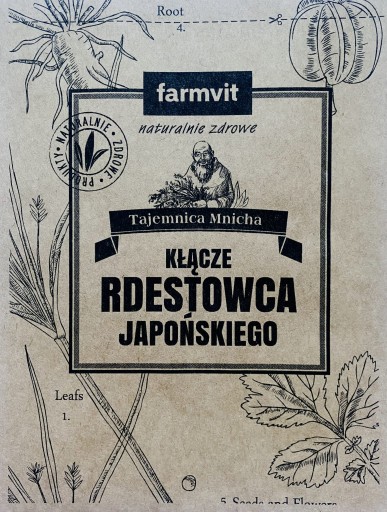 Root
4.
farmvit
naturalnie zdrowe
PRODUKTY • NATURALNIE • ZDROWE •
Tajemnica Mnicha
KŁĄCZE
RDESTOWCA
JAPOŃSKIEGO
Leafs
1.
5. Seeds and Flowers